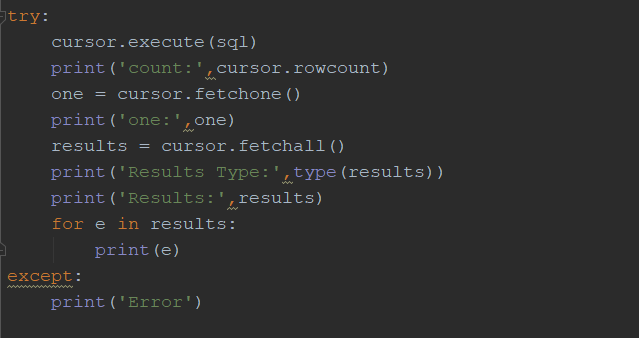 try:
    cursor.execute(sql)
    print('count:',cursor.rowcount)
    one = cursor.fetchone()
    print('one:',one)
    results = cursor.fetchall()
    print('Results Type:',type(results))
    print('Results:',results)
    for e in results:
        print(e)
except:
    print('Error')